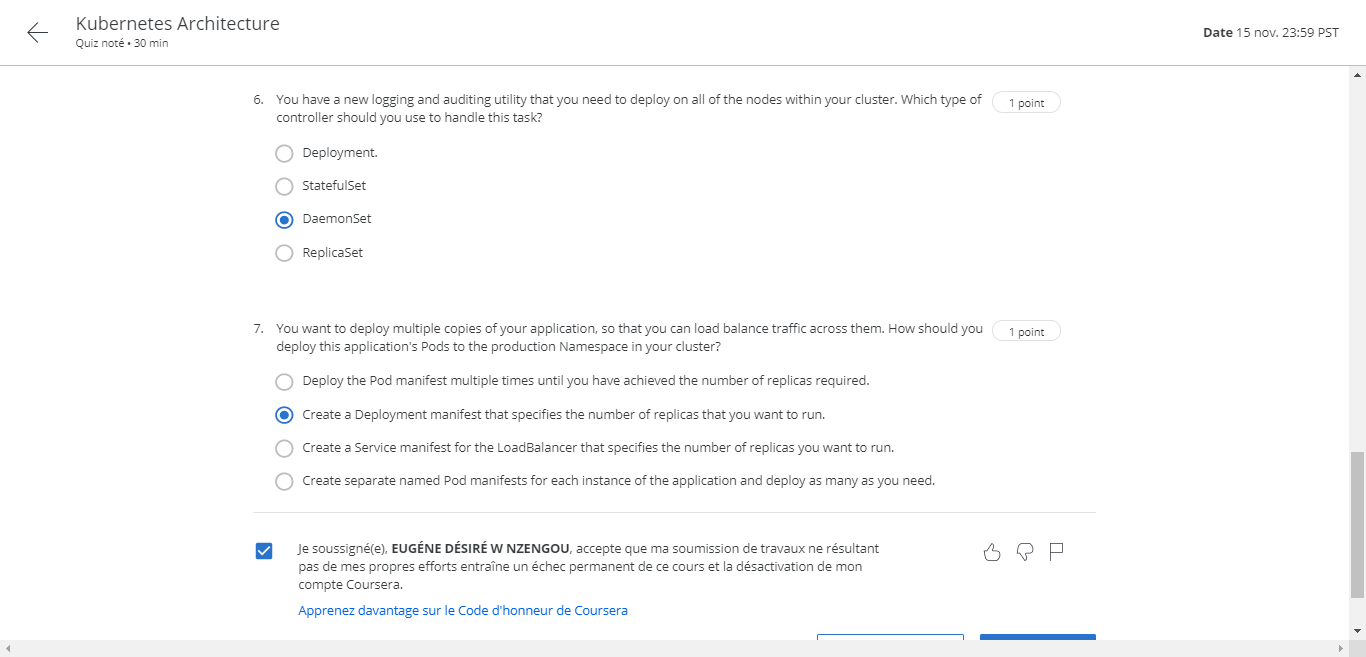 Kubernetes Architecture
Quiz noté • 30 min
Date 15 nov. 23:59 PST
6. You have a new logging and auditing utility that you need to deploy on all of the nodes within your cluster. Which type of
controller should you use to handle this task?
1 point
Deployment.
StatefulSet
DaemonSet
ReplicaSet
7. You want to deploy multiple copies of your application, so that you can load balance traffic across them. How should you
deploy this application's Pods to the production Namespace in your cluster?
1 point
Deploy the Pod manifest multiple times until you have achieved the number of replicas required.
Create a Deployment manifest that specifies the number of replicas that you want to run.
Create a Service manifest for the LoadBalancer that specifies the number of replicas you want to run.
Create separate named Pod manifests for each instance of the application and deploy as many as you need.
Je soussigné(e), EUGÉNE DÉSIRÉ W NZENGOU, accepte que ma soumission de travaux ne résultant
pas de mes propres efforts entraîne un échec permanent de ce cours et la désactivation de mon
compte Coursera.
Apprenez davantage sur le Code d'honneur de Coursera